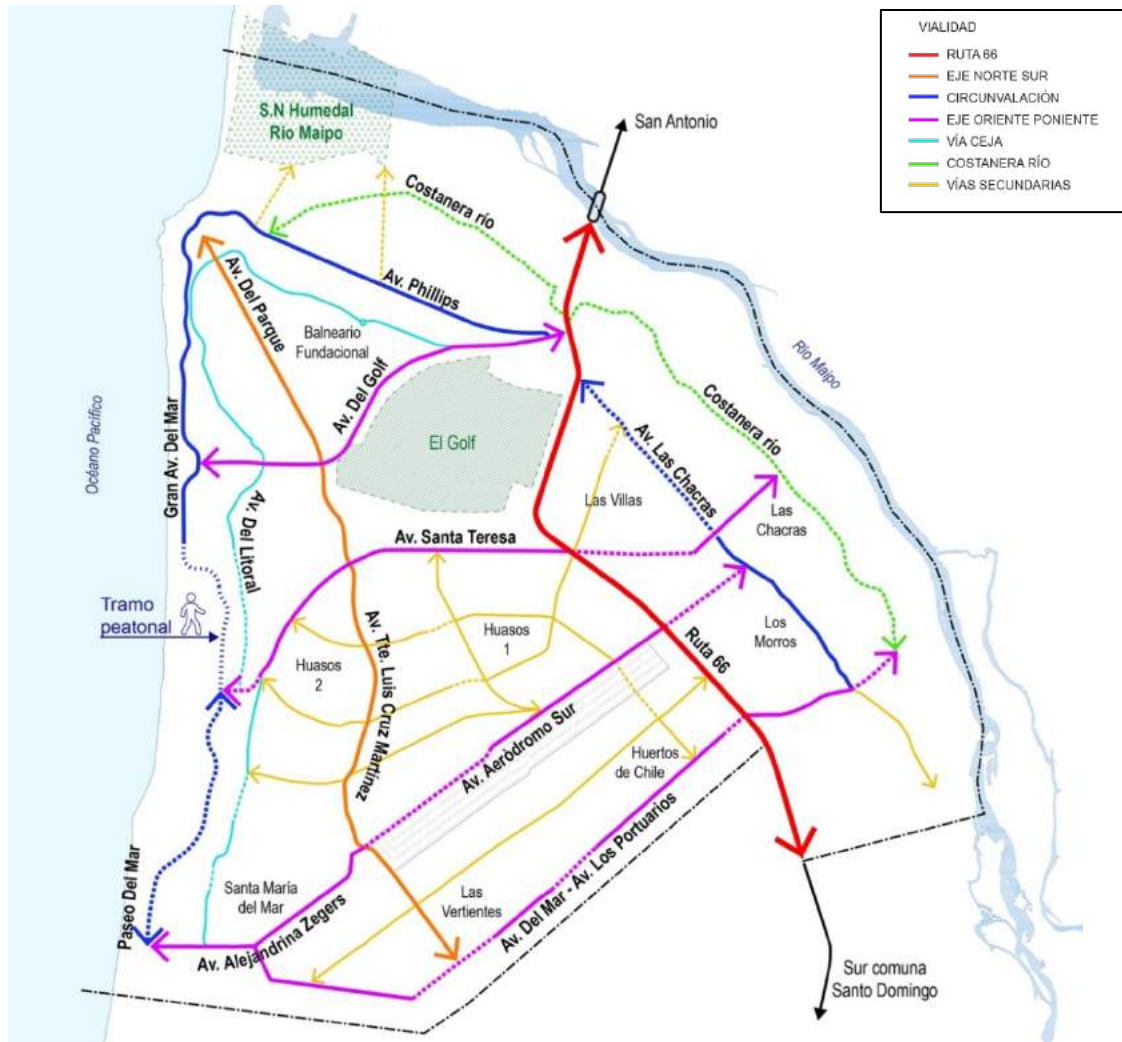 VIALIDAD
RUTA 66
EJE NORTE SUR
CIRCUNVALACIÓN
EJE ORIENTE PONIENTE
VÍA CEJA
COSTANERA RÍO
VÍAS SECUNDARIAS
S.N Humedal
Río Maipo
San Antonio
Costanera río
Av. Phillips
Av. Del Parque
Balneario
Fundacional
Av. Del Golf
El Golf
Río Maipo
Océano Pacífico
Gran Av. Del Mar
Av. Del Litoral
Costanera río
Av. Las Chacras
Las Villas
Las
Chacras
Av. Santa Teresa
Tramo
peatonal
Huasos
1
Huasos
2
Av. Tte. Luis Cruz Martínez
Ruta 66
Los
Morros
Av. Aeròdromo Sur
Huertos
de Chile
Av. Del Mar - Av. Los Portuarios
Paseo Del Mar
Santa María
del Mar
Las
Vertientes
Av. Alejandrina Zegers
Sur comuna
Santo Domingo